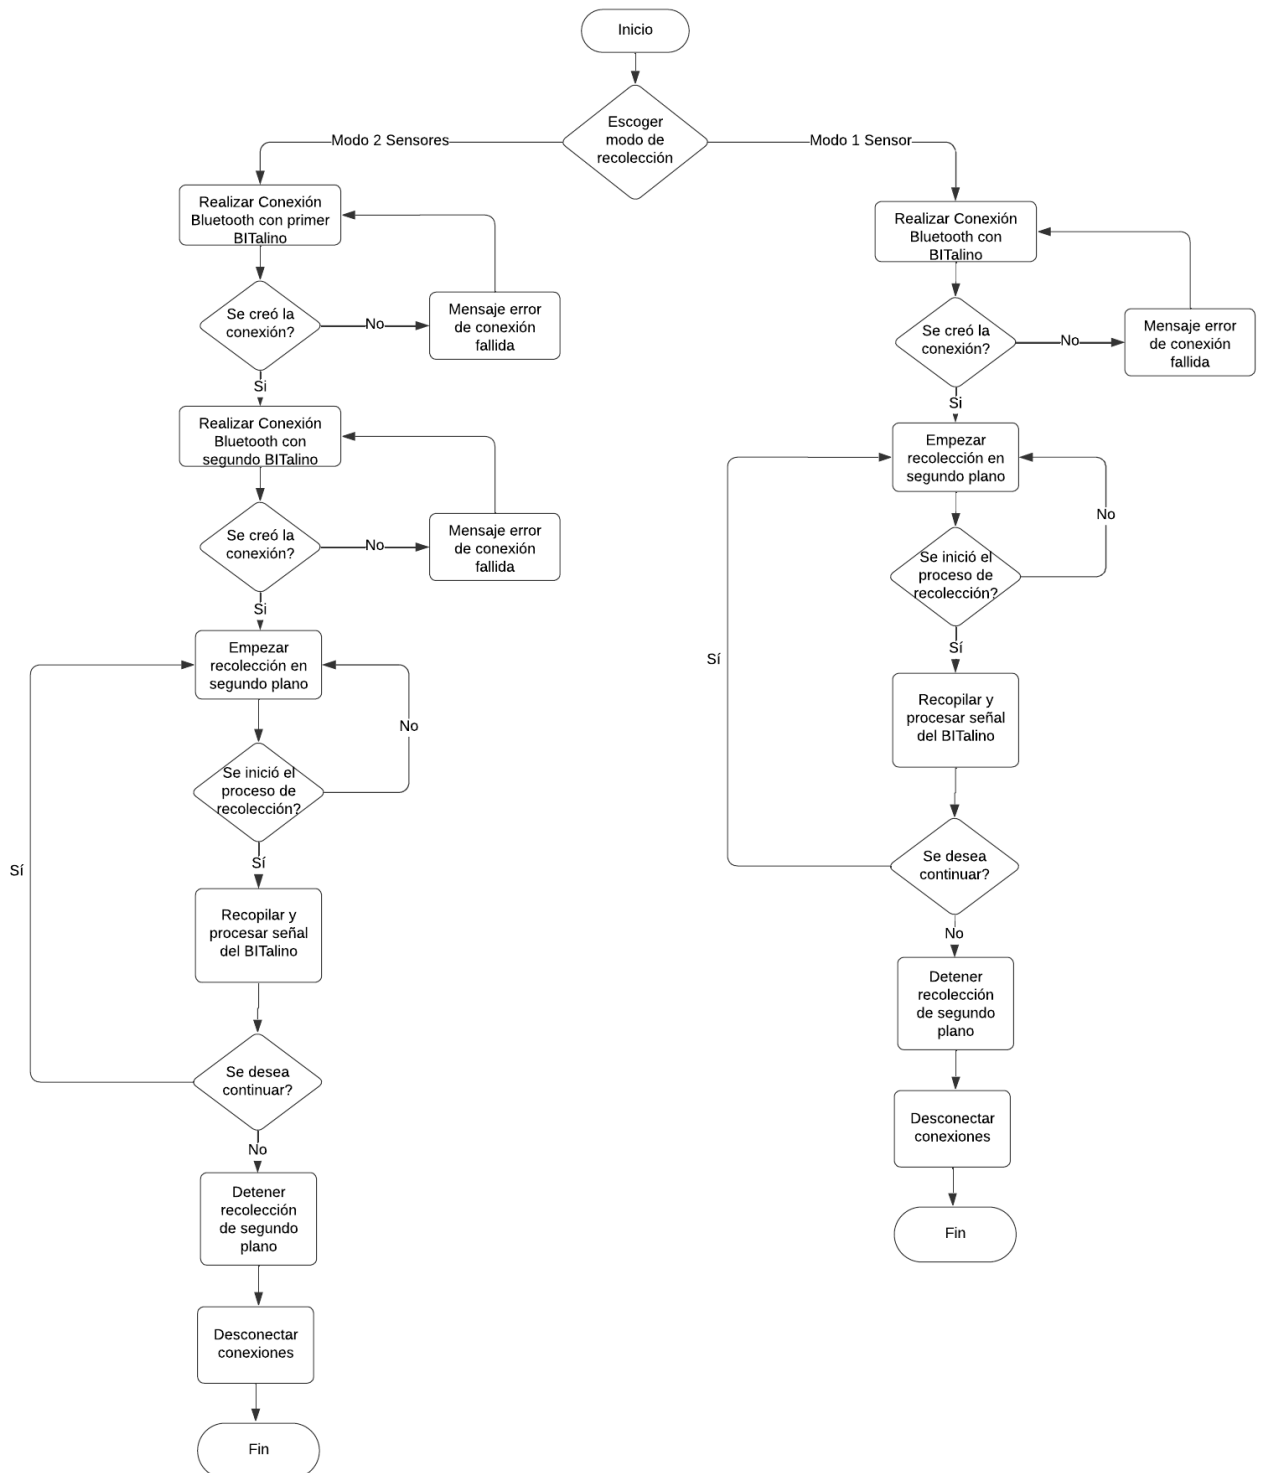 Inicio
Escoger
modo de
recolección
Modo 2 Sensores
Modo 1 Sensor
Realizar Conexión
Bluetooth con primer
BITalino
Se creó la
conexión?
No
Mensaje error
de conexión
fallida
Si
Realizar Conexión
Bluetooth con
segundo BITalino
Se creó la
conexión?
No
Mensaje error
de conexión
fallida
Si
Empezar
recolección en
segundo plano
No
Se inició el
proceso de
recolección?
Sí
Sí
Recopilar y
procesar señal
del BITalino
Se desea
continuar?
No
Detener
recolección
de segundo
plano
Desconectar
conexiones
Fin
Realizar Conexión
Bluetooth con
BITalino
Se creó la
conexión?
No
Mensaje error
de conexión
fallida
Si
Empezar
recolección en
segundo plano
No
Se inició el
proceso de
recolección?
Sí
Sí
Recopilar y
procesar señal
del BITalino
Se desea
continuar?
No
Detener
recolección
de segundo
plano
Desconectar
conexiones
Fin